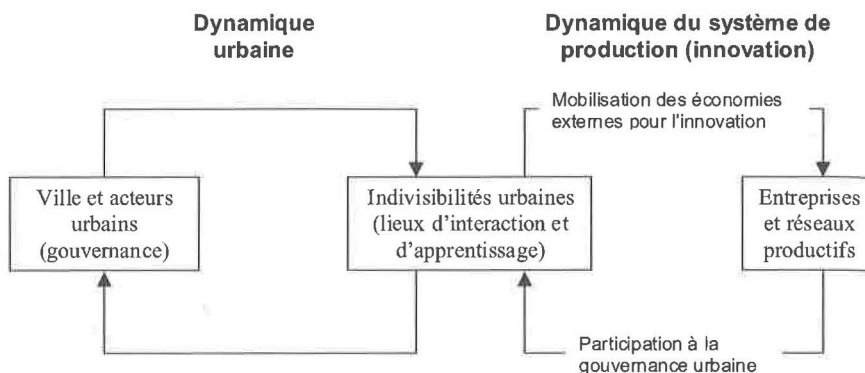 Dynamique
urbaine
Dynamique du système de
production (innovation)
Mobilisation des économies
externes pour l'innovation
Ville et acteurs
urbains
(gouvernance)
Indivisibilités urbaines
(lieux d'interaction et
d'apprentissage)
Entreprises
et réseaux
productifs
Participation à la
gouvernance urbaine